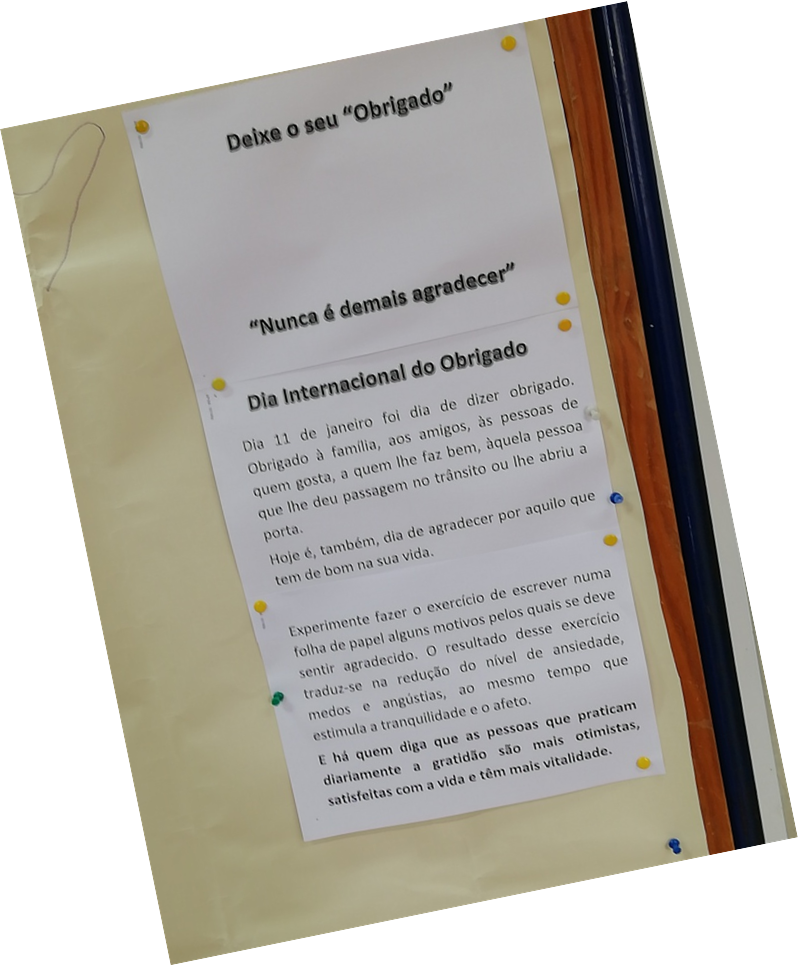 Deixe o seu “Obrigado”
“Nunca é demais agradecer”
Dia Internacional do Obrigado
Dia 11 de janeiro foi dia de dizer obrigado.
Obrigado à família, aos amigos, às pessoas de
quem gosta, a quem lhe faz bem, àquela pessoa
que lhe deu passagem no trânsito ou lhe abriu a
porta.
Hoje é, também, dia de agradecer por aquilo que
tem de bom na sua vida.
Experimente fazer o exercício de escrever numa
folha de papel alguns motivos pelos quais se deve
sentir agradecido. O resultado desse exercício
traduz-se na redução do nível de ansiedade,
medos e angústias, ao mesmo tempo que
estimula a tranquilidade e o afeto.
E há quem diga que as pessoas que praticam
diariamente a gratidão são mais otimistas,
satisfeitas com a vida e têm mais vitalidade.